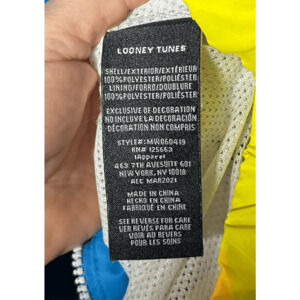 LOONEY TUNES
SHELL/EXTERIOR/EXTÉRIEUR
100%POLYESTER/POLIÉSTER
LINING/FORRO/DOUBLURE
100%POLYESTER/POLIÉSTER
EXCLUSIVE OF DECORATION
NO INCLUYE LA DECORACIÓN
DÉCORATION NON COMPRIS
STYLE#:MW060419
RN# 125663
IApparel
463 7TH AVESUITE 601
NEW YORK, NY 10018
AEC MAR2021
MADE IN CHINA
HECHO EN CHINA
FABRIQUÉ EN CHINE
SEE REVERSE FOR CARE
VER REVÉS PARA CARE
VOIR AU REVERS
POUR LES SOINS